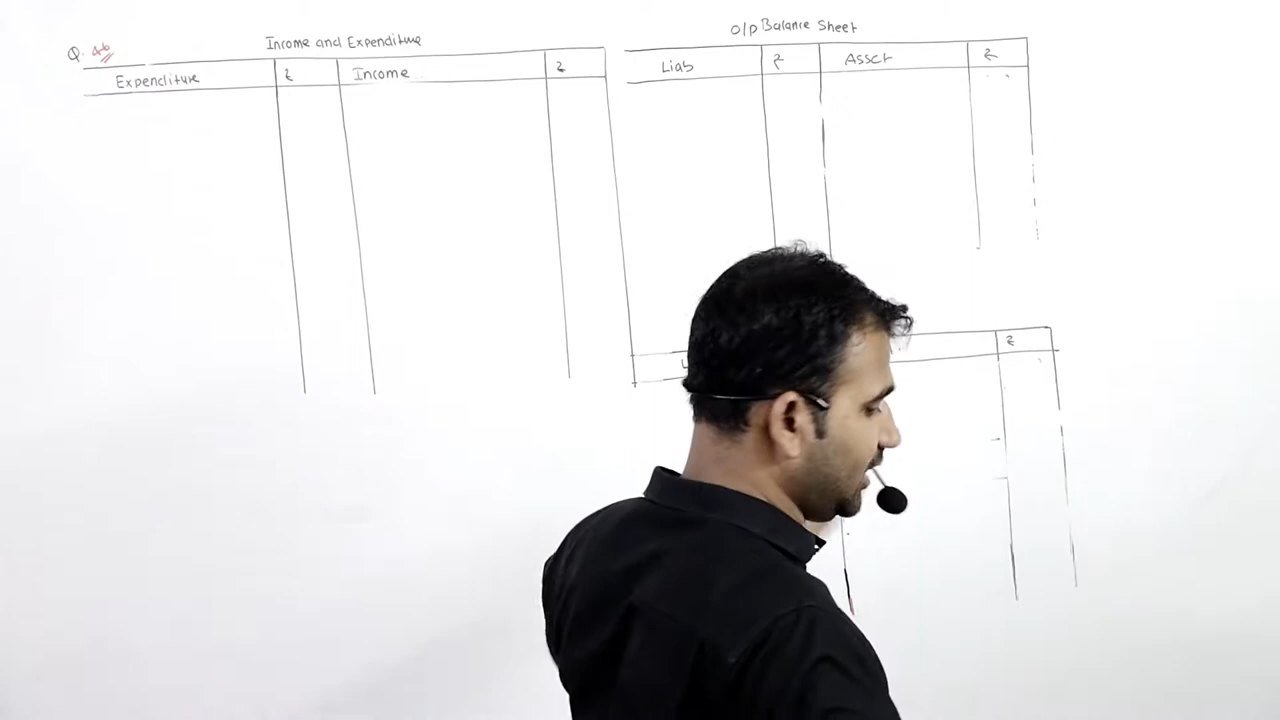 Q. 46
Income and Expenditure
Expenditure ₹ Income ₹
O/P Balance Sheet
Liab ₹ Asset ₹
₹